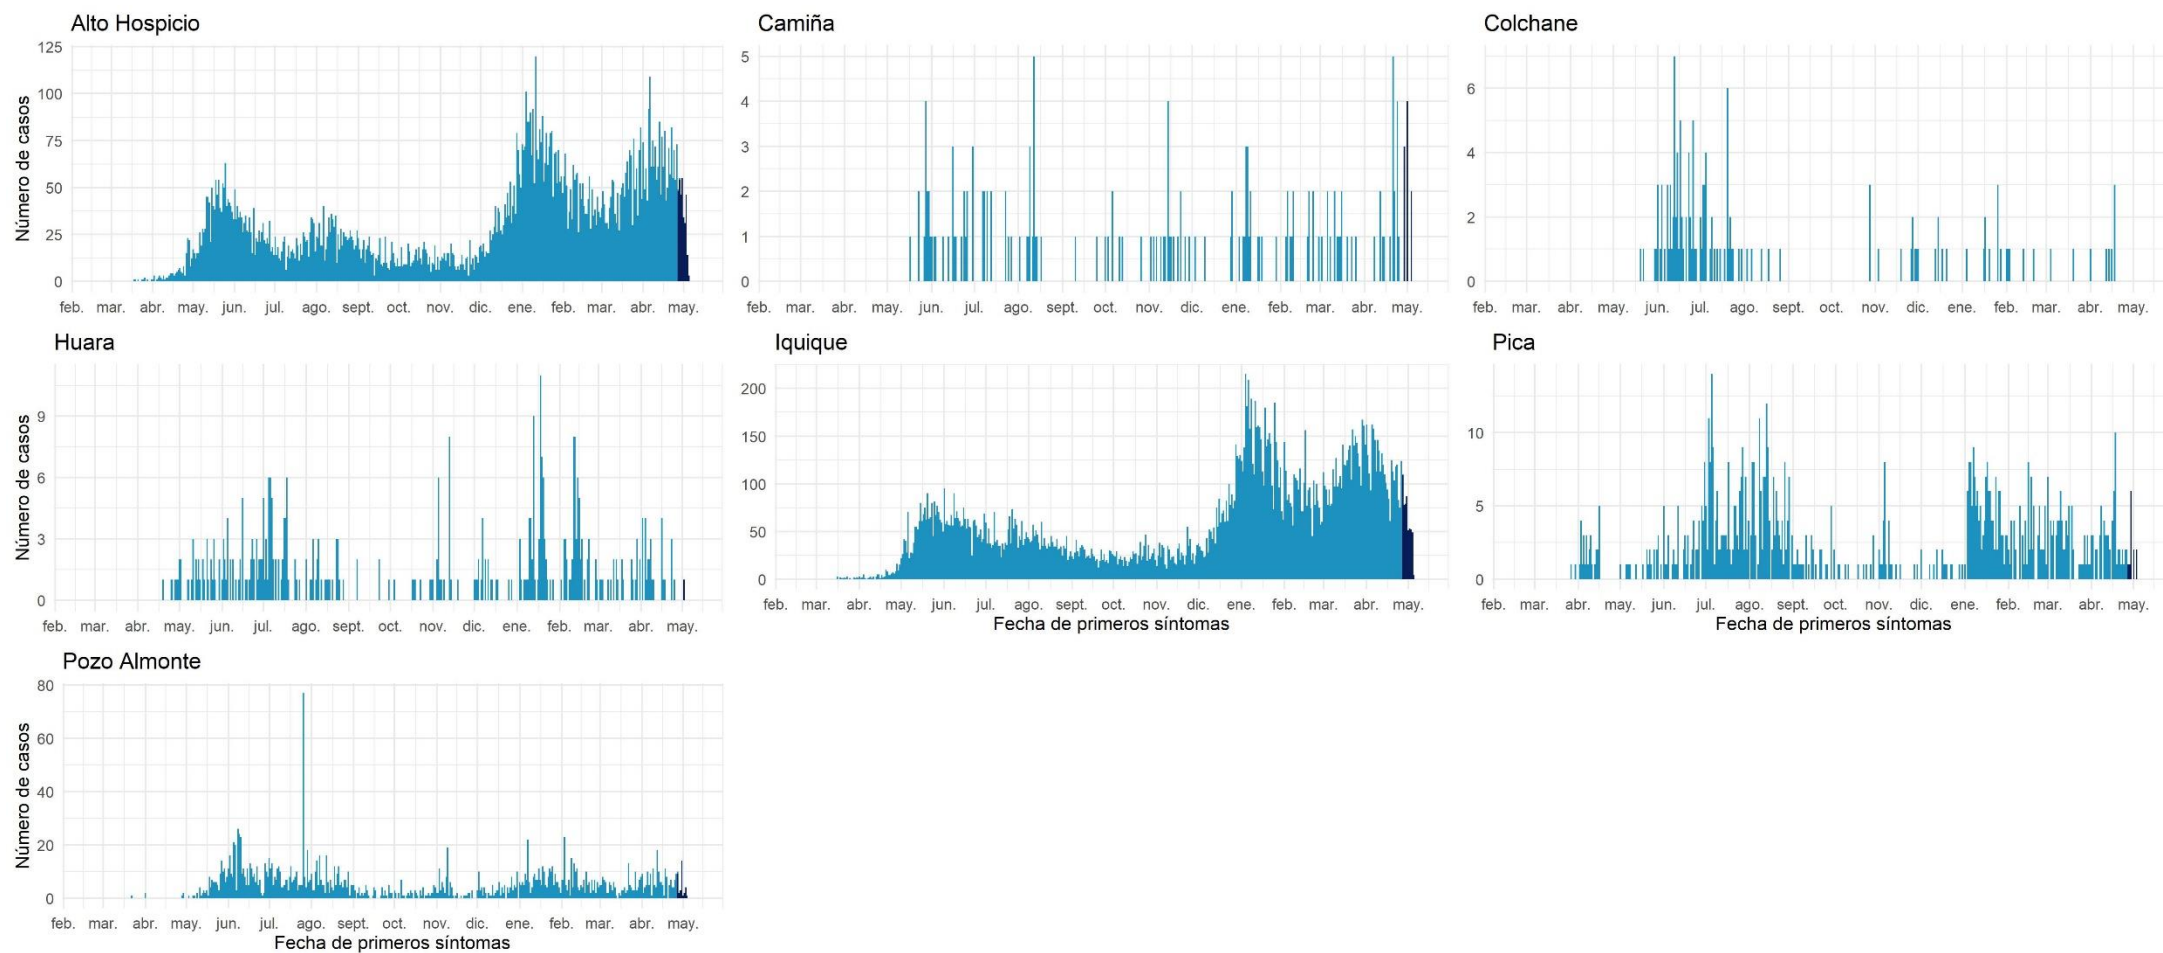 Alto Hospicio
Número de casos
125
100
75
50
25
0
feb. mar. abr. may. jun. jul. ago. sept. oct. nov. dic. ene. feb. mar. abr. may.
Camiña
5
4
3
2
1
0
feb. mar. abr. may. jun. jul. ago. sept. oct. nov. dic. ene. feb. mar. abr. may.
Colchane
6
4
2
0
feb. mar. abr. may. jun. jul. ago. sept. oct. nov. dic. ene. feb. mar. abr. may.
Huara
Número de casos
9
6
3
0
feb. mar. abr. may. jun. jul. ago. sept. oct. nov. dic. ene. feb. mar. abr. may.
Iquique
200
150
100
50
0
feb. mar. abr. may. jun. jul. ago. sept. oct. nov. dic. ene. feb. mar. abr. may.
Fecha de primeros síntomas
Pica
10
5
0
feb. mar. abr. may. jun. jul. ago. sept. oct. nov. dic. ene. feb. mar. abr. may.
Fecha de primeros síntomas
Pozo Almonte
Número de casos
80
60
40
20
0
feb. mar. abr. may. jun. jul. ago. sept. oct. nov. dic. ene. feb. mar. abr. may.
Fecha de primeros síntomas